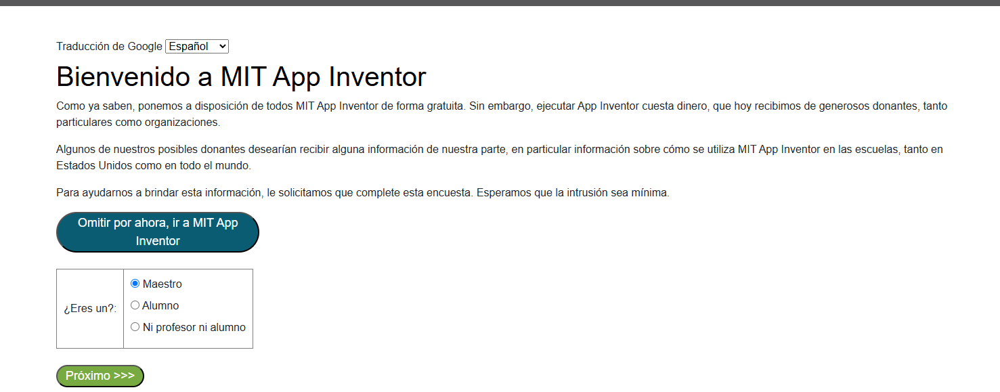 Traducción de Google Español
Bienvenido a MIT App Inventor
Como ya saben, ponemos a disposición de todos MIT App Inventor de forma gratuita. Sin embargo, ejecutar App Inventor cuesta dinero, que hoy recibimos de generosos donantes, tanto
particulares como organizaciones.
Algunos de nuestros posibles donantes desearían recibir alguna información de nuestra parte, en particular información sobre cómo se utiliza MIT App Inventor en las escuelas, tanto en
Estados Unidos como en todo el mundo.
Para ayudarnos a brindar esta información, le solicitamos que complete esta encuesta. Esperamos que la intrusión sea mínima.
Omitir por ahora, ir a MIT App
Inventor
¿Eres un?:
Maestro
Alumno
Ni profesor ni alumno
Próximo >>>